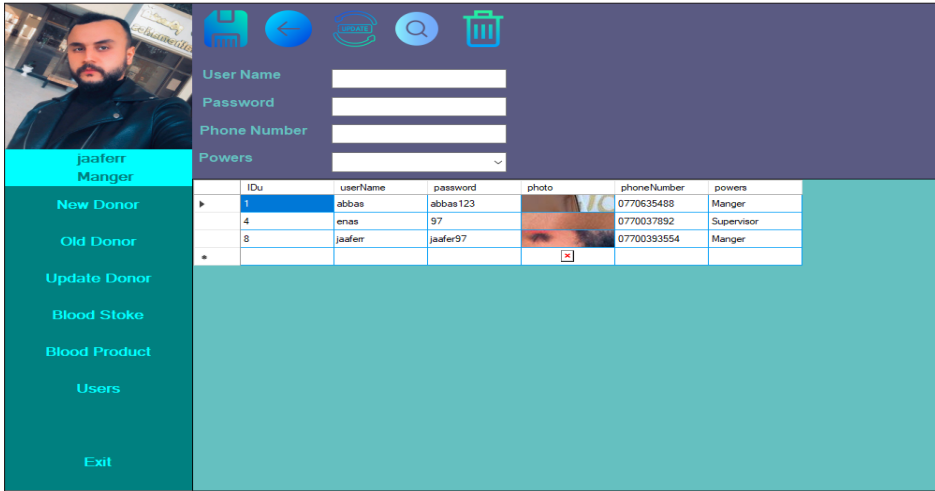 UPDATE
User Name
Password
Phone Number
Powers
jaaferr
Manger
New Donor
Old Donor
Update Donor
Blood Stoke
Blood Product
Users
Exit
IDu userName password photo phoneNumber powers
1 abbas abbas123 0770635488 Manger
4 enas 97 0770037892 Supervisor
8 jaaferr jaafer97 07700393554 Manger